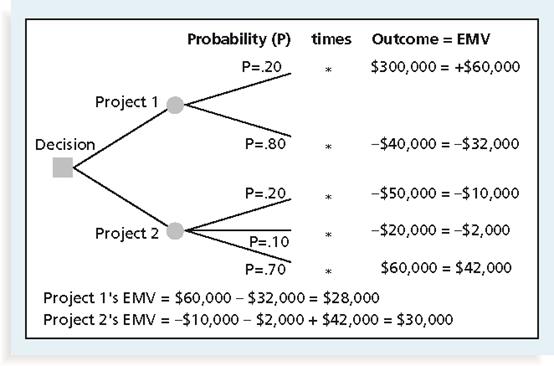 Probability (P) times Outcome = EMV
P=.20 * $300,000 = +$60,000
Project 1
Decision
P=.80 * –$40,000 = –$32,000
P=.20 * –$50,000 = –$10,000
Project 2
P=.10 * –$20,000 = –$2,000
P=.70 * $60,000 = $42,000
Project 1's EMV = $60,000 – $32,000 = $28,000
Project 2's EMV = –$10,000 – $2,000 + $42,000 = $30,000